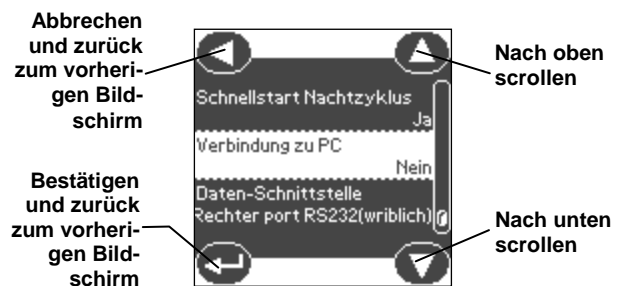 Abbrechen
und zurück
zum vorheri-
gen Bild-
schirm
Nach oben
scrollen
Schnellstart Nachtzyklus
Ja
Verbindung zu PC
Nein
Daten-Schnittstelle
Rechter port RS232(wriblich)
Bestätigen
und zurück
zum vorheri-
gen Bild-
schirm
Nach unten
scrollen